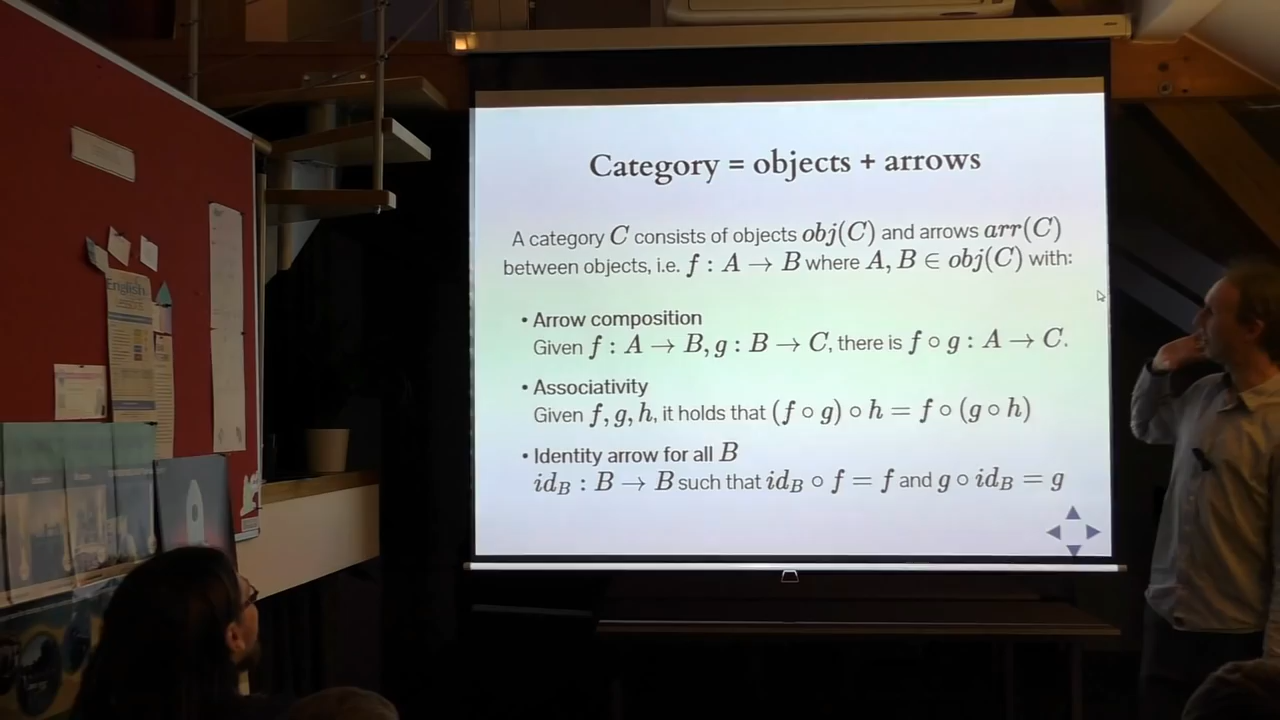 Category = objects + arrows
A category C consists of objects obj(C) and arrows arr(C)
between objects, i.e. f : A → B where A, B ∈ obj(C) with:
• Arrow composition
Given f : A → B, g : B → C, there is f ∘ g : A → C.
• Associativity
Given f, g, h, it holds that (f ∘ g) ∘ h = f ∘ (g ∘ h)
• Identity arrow for all B
id_B : B → B such that id_B ∘ f = f and g ∘ id_B = g
English